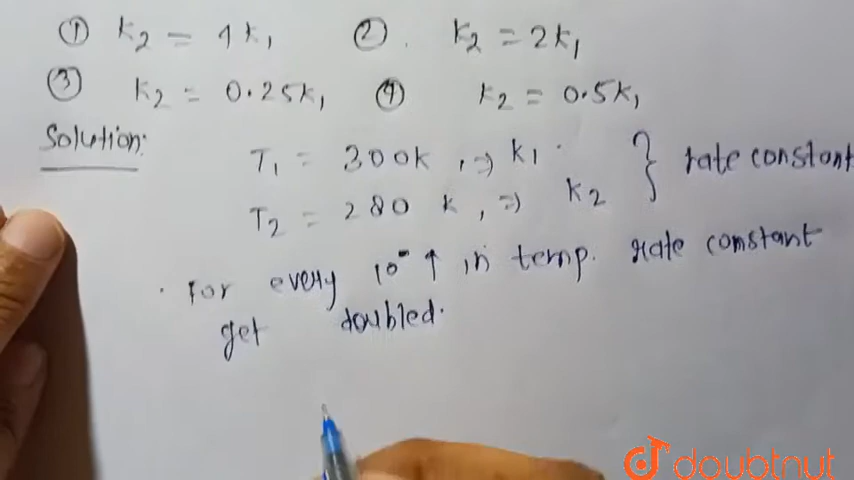 ① k₂ = 4k₁ ② . k₂ = 2k₁
③ k₂ = 0.25k₁ ④ k₂ = 0.5k₁
Solution:
T₁ = 300k , ⇒ k₁ . } rate constant
T₂ = 280 k , ⇒ k₂
. For every 10° ↑ in temp. rate constant
get doubled.
doubtnut